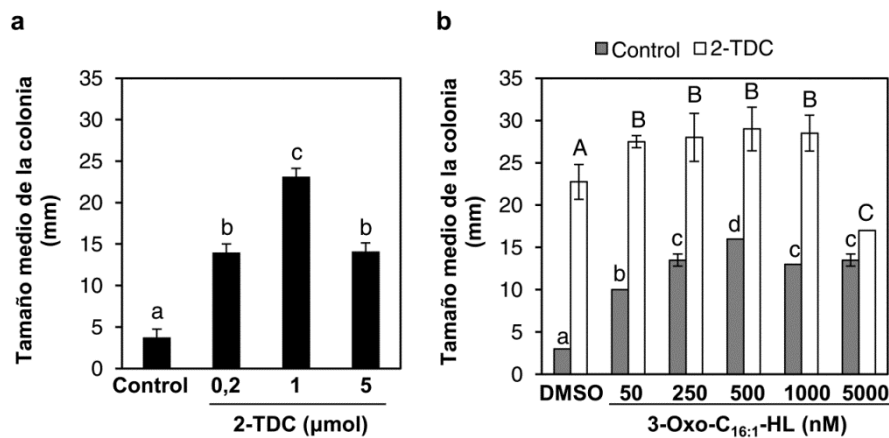 a
Tamaño medio de la colonia
(mm)
35
30
25
20
15
10
5
0
a
b
c
b
Control
0,2
1
5
2-TDC (µmol)
b
Control
2-TDC
Tamaño medio de la colonia
(mm)
35
30
25
20
15
10
5
0
A
B
B
B
B
C
a
b
c
d
c
c
DMSO
50
250
500
1000
5000
3-Oxo-C16:1-HL (nM)